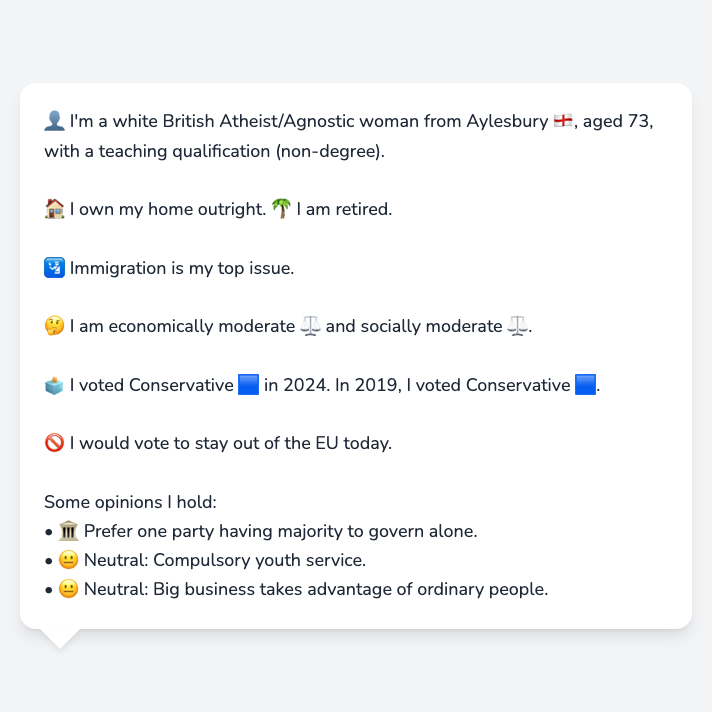 👤 I'm a white British Atheist/Agnostic woman from Aylesbury 🏴󠁧󠁢󠁥󠁮󠁧󠁿, aged 73,
with a teaching qualification (non-degree).
🏠 I own my home outright. 🌴 I am retired.
🛂 Immigration is my top issue.
🤔 I am economically moderate ⚖️ and socially moderate ⚖️.
🗳️ I voted Conservative 🟦 in 2024. In 2019, I voted Conservative 🟦.
🚫 I would vote to stay out of the EU today.
Some opinions I hold:
• 🏛️ Prefer one party having majority to govern alone.
• 😐 Neutral: Compulsory youth service.
• 😐 Neutral: Big business takes advantage of ordinary people.